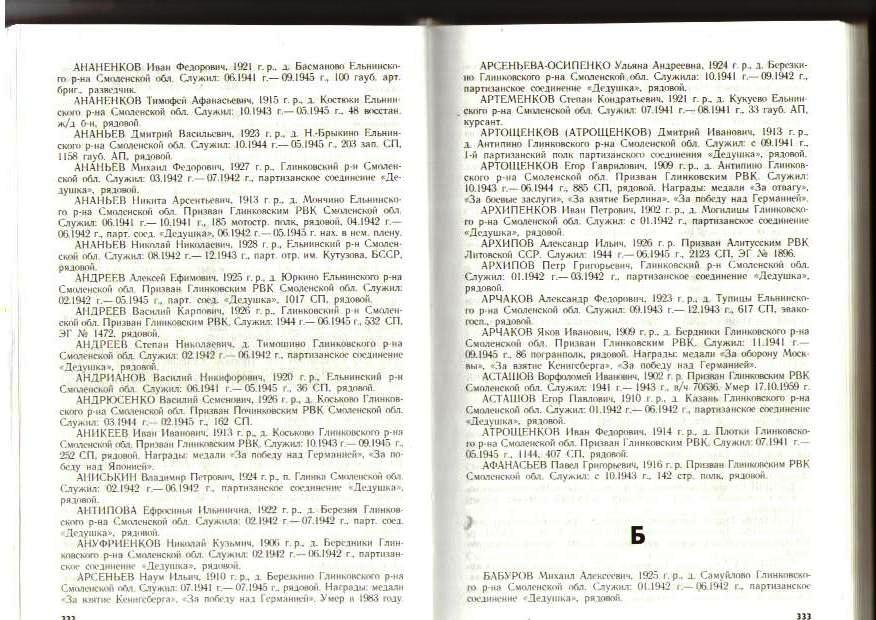 АНАНЕНКОВ Иван Федорович, 1921 г. р., д. Басманово Ельнинско-
го р-на Смоленской обл. Служил: 06.1941 г.— 09.1945 г., 100 гауб. арт.
бриг., разведчик.
АНАНЕНКОВ Тимофей Афанасьевич, 1915 г. р., д. Костюки Ельнин-
ского р-на Смоленской обл. Служил: 10.1943 г.— 05.1945 г., 48 восстан.
ж/д б-н, рядовой.
АНАНЬЕВ Дмитрий Васильевич, 1923 г. р., д. Н.-Брыкино Ельнин-
ского р-на Смоленской обл. Служил: 10.1944 г.— 05.1945 г., 203 зап. СП,
1158 гауб. АП, рядовой.
АНАНЬЕВ Михаил Федорович, 1927 г. р., Глинковский р-н Смолен-
ской обл. Служил: 03.1942 г.— 07.1942 г., партизанское соединение «Де-
душка», рядовой.
АНАНЬЕВ Никита Арсентьевич, 1913 г. р., д. Мончино Ельнинско-
го р-на Смоленской обл. Призван Глинковским РВК Смоленской обл.
Служил: 06.1941 г.— 10.1941 г., 185 мотостр. полк, рядовой, 04.1942 г.—
06.1942 г., парт. соед. «Дедушка», 06.1942 г.— 05.1945 г. нах. в нем. плену.
АНАНЬЕВ Николай Николаевич, 1928 г. р., Ельнинский р-н Смолен-
ской обл. Служил: 08.1942 г.— 12.1943 г., парт. отр. им. Кутузова, БССР,
рядовой.
АНДРЕЕВ Алексей Ефимович, 1925 г. р., д. Юркино Ельнинского р-на
Смоленской обл. Призван Глинковским РВК Смоленской обл. Служил:
02.1942 г.— 05.1945 г., парт. соед. «Дедушка», 1017 СП, рядовой.
АНДРЕЕВ Василий Карпович, 1926 г. р., Глинковский р-н Смолен-
ской обл. Призван Глинковским РВК. Служил: 1944 г.— 06.1945 г., 532 СП,
ЭГ № 1472, рядовой.
АНДРЕЕВ Степан Николаевич, д. Тимошино Глинковского р-на
Смоленской обл. Служил: 02.1942 г.— 06.1942 г., партизанское соединение
«Дедушка», рядовой.
АНДРИАНОВ Василий Никифорович, 1920 г. р., Ельнинский р-н
Смоленской обл. Служил: 06.1941 г.— 05.1945 г., 36 СП, рядовой.
АНДРЮСЕНКО Василий Семенович, 1926 г. р., д. Коськово Глинков-
ского р-на Смоленской обл. Призван Починковским РВК Смоленской обл.
Служил: 03.1944 г.— 02.1945 г., 162 СП.
АНИКЕЕВ Иван Иванович, 1913 г. р., д. Коськово Глинковского р-на
Смоленской обл. Призван Глинковским РВК. Служил: 10.1943 г.— 09.1945 г.,
252 СП, рядовой. Награды: медали «За победу над Германией», «За по-
беду над Японией».
АНИСЬКИН Владимир Петрович, 1924 г. р., п. Глинка Смоленской обл.
Служил: 02.1942 г.— 06.1942 г., партизанское соединение «Дедушка»,
рядовой.
АНТИПОВА Ефросинья Ильинична, 1922 г. р., д. Березня Глинков-
ского р-на Смоленской обл. Служила: 02.1942 г.— 07.1942 г., парт. соед.
«Дедушка», рядовой.
АНУФРИЕНКОВ Николай Кузьмич, 1906 г. р., д. Бередники Глин-
ковского р-на Смоленской обл. Служил: 02.1942 г.— 06.1942 г., партизан-
ское соединение «Дедушка», рядовой.
АРСЕНЬЕВ Наум Ильич, 1910 г. р., д. Березкино Глинковского р-на
Смоленской обл. Служил: 07.1941 г.— 07.1945 г., рядовой. Награды: медали
«За взятие Кенигсберга», «За победу над Германией». Умер в 1983 году.
332
АРСЕНЬЕВА-ОСИПЕНКО Ульяна Андреевна, 1924 г. р., д. Березки-
но Глинковского р-на Смоленской обл. Служила: 10.1941 г.— 09.1942 г.,
партизанское соединение «Дедушка», рядовой.
АРТЕМЕНКОВ Степан Кондратьевич, 1921 г. р., д. Кукуево Ельнин-
ского р-на Смоленской обл. Служил: 07.1941 г.— 08.1941 г., 33 гауб. АП,
курсант.
АРТОЩЕНКОВ (АТРОЩЕНКОВ) Дмитрий Иванович, 1913 г. р.,
д. Антипино Глинковского р-на Смоленской обл. Служил: с 09.1941 г.,
1-й партизанский полк партизанского соединения «Дедушка», рядовой.
АРТОЩЕНКОВ Егор Гаврилович, 1909 г. р., д. Антипино Глинков-
ского р-на Смоленской обл. Призван Глинковским РВК. Служил:
10.1943 г.— 06.1944 г., 885 СП, рядовой. Награды: медали «За отвагу»,
«За боевые заслуги», «За взятие Берлина», «За победу над Германией».
АРХИПЕНКОВ Иван Петрович, 1902 г. р., д. Могилицы Глинковско-
го р-на Смоленской обл. Служил: с 01.1942 г., партизанское соединение
«Дедушка», рядовой.
АРХИПОВ Александр Ильич, 1926 г. р. Призван Алитусским РВК
Литовской ССР. Служил: 1944 г.— 06.1945 г., 2123 СП, ЭГ № 1896.
АРХИПОВ Петр Григорьевич, Глинковский р-н Смоленской обл.
Служил: 01.1942 г.— 03.1942 г., партизанское соединение «Дедушка»,
рядовой.
АРЧАКОВ Александр Федорович, 1923 г. р., д. Тупицы Ельнинско-
го р-на Смоленской обл. Служил: 09.1943 г.— 12.1943 г., 617 СП, эвако-
госп., рядовой.
АРЧАКОВ Яков Иванович, 1909 г. р., д. Бердники Глинковского р-на
Смоленской обл. Призван Глинковским РВК. Служил: 11.1941 г.—
09.1945 г., 86 погранполк, рядовой. Награды: медали «За оборону Моск-
вы», «За взятие Кенигсберга», «За победу над Германией».
АСТАШОВ Ворфоломей Иванович, 1902 г. р. Призван Глинковским РВК
Смоленской обл. Служил: 1941 г.— 1943 г., в/ч 70636. Умер 17.10.1959 г.
АСТАШОВ Егор Павлович, 1910 г. р., д. Казань Глинковского р-на
Смоленской обл. Служил: 01.1942 г.— 06.1942 г., партизанское соединение
«Дедушка», рядовой.
АТРОЩЕНКОВ Иван Федорович, 1914 г. р., д. Плотки Глинковско-
го р-на Смоленской обл. Призван Глинковским РВК. Служил: 07.1941 г.—
05.1945 г., 1144, 407 СП, рядовой.
АФАНАСЬЕВ Павел Григорьевич, 1916 г. р. Призван Глинковским РВК
Смоленской обл. Служил: с 10.1943 г., 142 стр. полк, рядовой.
Б
БАБУРОВ Михаил Алексеевич, 1925 г. р., д. Самуйлово Глинковско-
го р-на Смоленской обл. Служил: 01.1942 г.— 06.1942 г., партизанское
соединение «Дедушка», рядовой.
333